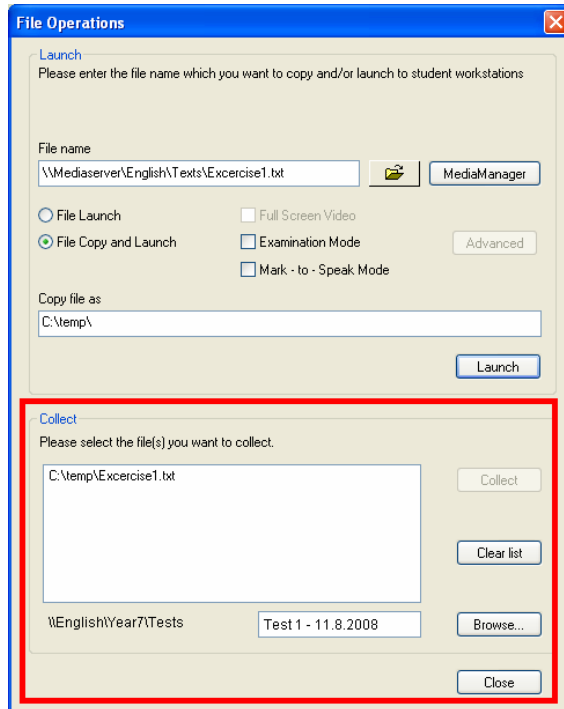 File Operations
Launch
Please enter the file name which you want to copy and/or launch to student workstations
File name
\\Mediaserver\English\Texts\Excercise1.txt
MediaManager
File Launch
Full Screen Video
File Copy and Launch
Examination Mode
Advanced
Mark - to - Speak Mode
Copy file as
C:\temp\
Launch
Collect
Please select the file(s) you want to collect.
C:\temp\Excercise1.txt
Collect
Clear list
\\English\Year7\Tests
Test 1 - 11.8.2008
Browse...
Close